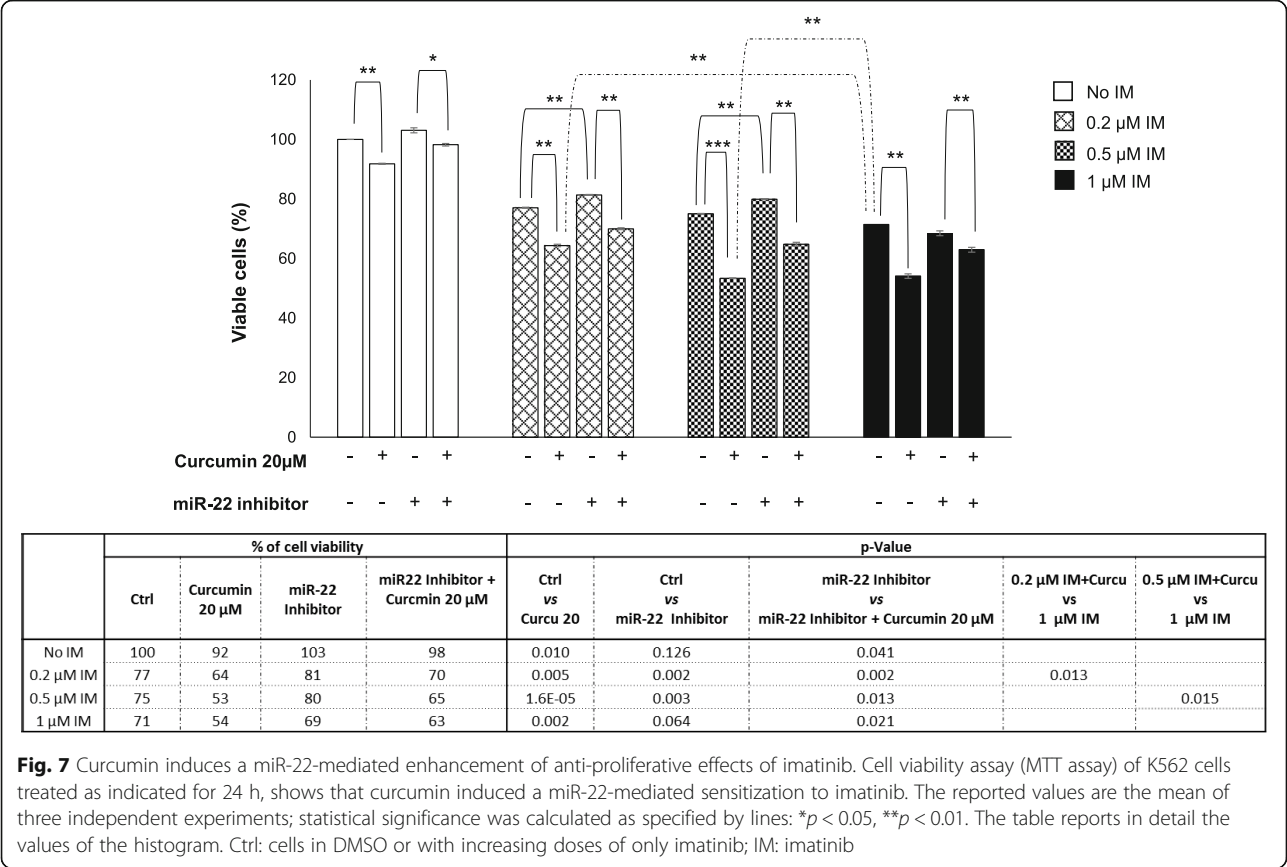 **
**
**
*
120
No IM
**
**
**
**
0.2 µM IM
100
**
***
**
0.5 µM IM
80
1 µM IM
60
40
20
0
Viable cells (%)
Curcumin 20µM - + - + - + - + - + - + - + - +
miR-22 inhibitor - - + + - - + + - - + + - - + +
% of cell viability p-Value
Ctrl Curcumin 20 µM miR-22 Inhibitor miR22 Inhibitor + Curcmin 20 µM Ctrl vs Curcu 20 Ctrl vs miR-22 Inhibitor miR-22 Inhibitor vs miR-22 Inhibitor + Curcumin 20 µM 0.2 µM IM+Curcu vs 1 µM IM 0.5 µM IM+Curcu vs 1 µM IM
No IM 100 92 103 98 0.010 0.126 0.041
0.2 µM IM 77 64 81 70 0.005 0.002 0.002 0.013
0.5 µM IM 75 53 80 65 1.6E-05 0.003 0.013 0.015
1 µM IM 71 54 69 63 0.002 0.064 0.021
Fig. 7 Curcumin induces a miR-22-mediated enhancement of anti-proliferative effects of imatinib. Cell viability assay (MTT assay) of K562 cells
treated as indicated for 24 h, shows that curcumin induced a miR-22-mediated sensitization to imatinib. The reported values are the mean of
three independent experiments; statistical significance was calculated as specified by lines: *p < 0.05, **p < 0.01. The table reports in detail the
values of the histogram. Ctrl: cells in DMSO or with increasing doses of only imatinib; IM: imatinib